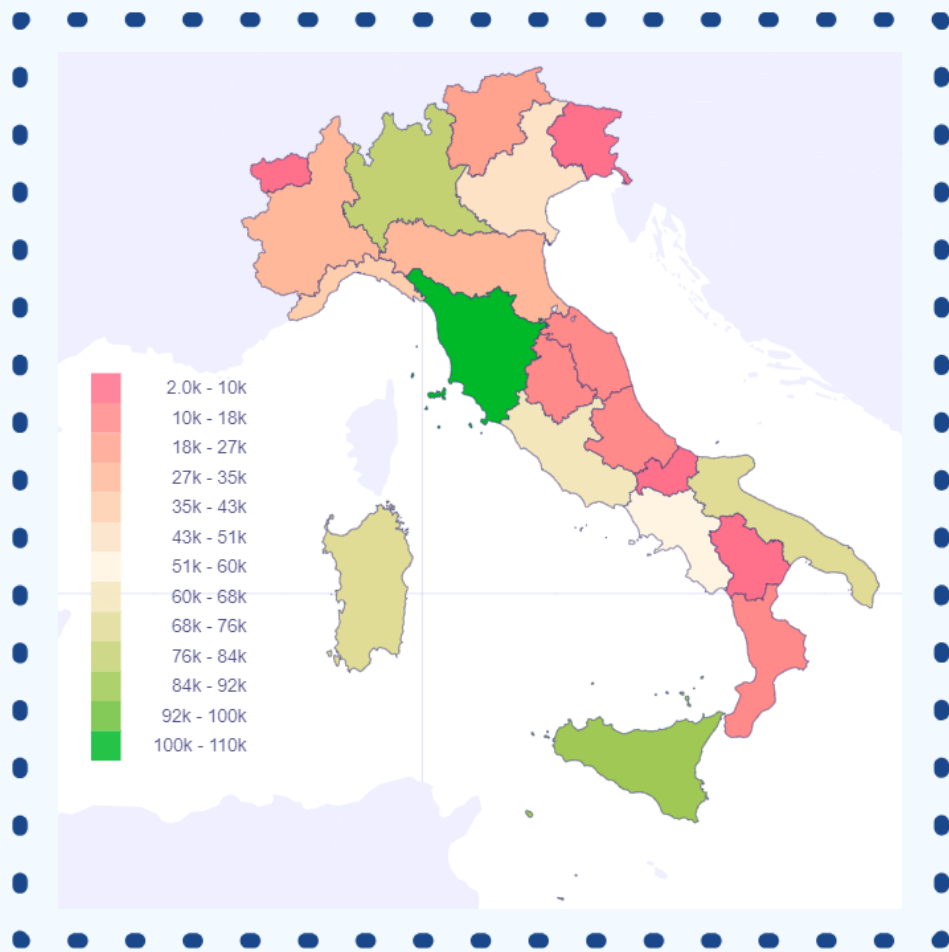 2.0k - 10k
10k - 18k
18k - 27k
27k - 35k
35k - 43k
43k - 51k
51k - 60k
60k - 68k
68k - 76k
76k - 84k
84k - 92k
92k - 100k
100k - 110k